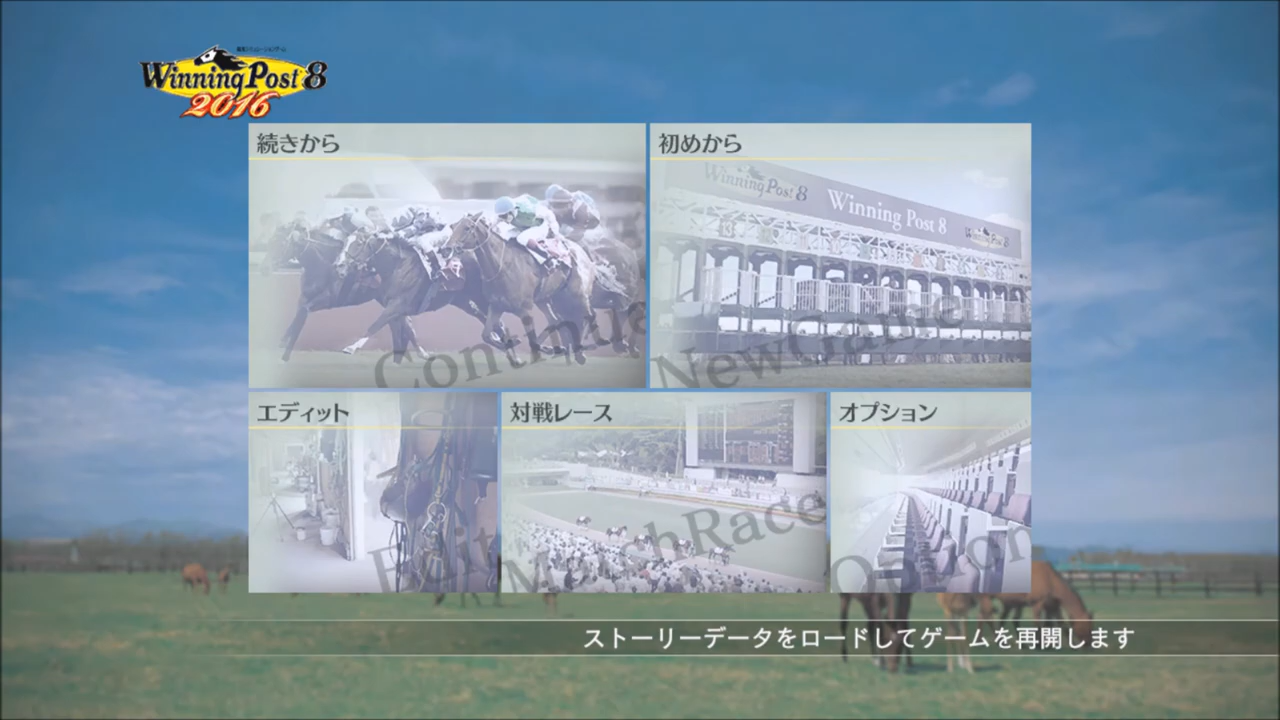 Winning Post 8
2016
続きから
初めから
Winning Post 8
Winning Post 8
Continue
NewGame
エディット
対戦レース
オプション
Edit
MatchRace
Option
ストーリーデータをロードしてゲームを再開します